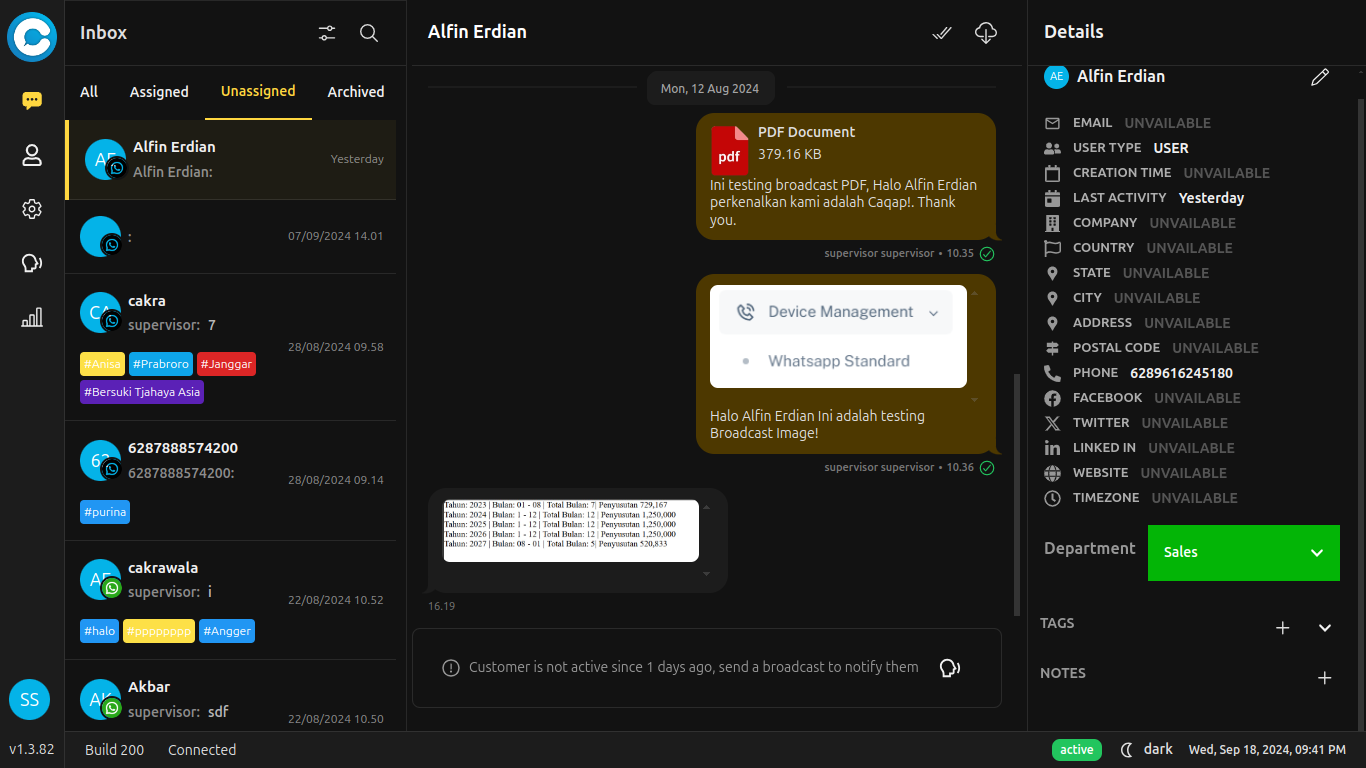 Inbox
All
Assigned
Unassigned
Archived
Alfin Erdian
Alfin Erdian:
Yesterday
:
07/09/2024 14.01
CA
cakra
supervisor: 7
28/08/2024 09.58
#Anisa
#Prabroro
#Janggar
#Bersuki Tjahaya Asia
6287888574200
6287888574200:
28/08/2024 09.14
#purina
cakrawala
supervisor: i
22/08/2024 10.52
#halo
#pppppppp
#Angger
Akbar
supervisor: sdf
22/08/2024 10.50
SS
v1.3.82
Build 200
Connected
Alfin Erdian
Mon, 12 Aug 2024
pdf
PDF Document
379.16 KB
Ini testing broadcast PDF, Halo Alfin Erdian
perkenalkan kami adalah Caqap!. Thank
you.
supervisor supervisor • 10.35
Device Management
Whatsapp Standard
Halo Alfin Erdian Ini adalah testing
Broadcast Image!
supervisor supervisor • 10.36
Tahun: 2023 | Bulan: 01 - 08 | Total Bulan: 7| Penyusutan 729,167
Tahun: 2024 | Bulan: 1 - 12 | Total Bulan: 12 | Penyusutan 1,250,000
Tahun: 2025 | Bulan: 1 - 12 | Total Bulan: 12 | Penyusutan 1,250,000
Tahun: 2026 | Bulan: 1 - 12 | Total Bulan: 12 | Penyusutan 1,250,000
Tahun: 2027 | Bulan: 08 - 01 | Total Bulan: 5| Penyusutan 520,833
16.19
Customer is not active since 1 days ago, send a broadcast to notify them
Details
AE
Alfin Erdian
EMAIL UNVAILABLE
USER TYPE USER
CREATION TIME UNVAILABLE
LAST ACTIVITY Yesterday
COMPANY UNVAILABLE
COUNTRY UNVAILABLE
STATE UNVAILABLE
CITY UNVAILABLE
ADDRESS UNVAILABLE
POSTAL CODE UNVAILABLE
PHONE 6289616245180
FACEBOOK UNVAILABLE
TWITTER UNVAILABLE
LINKED IN UNVAILABLE
WEBSITE UNVAILABLE
TIMEZONE UNVAILABLE
Department
Sales
TAGS
NOTES
active
dark
Wed, Sep 18, 2024, 09:41 PM